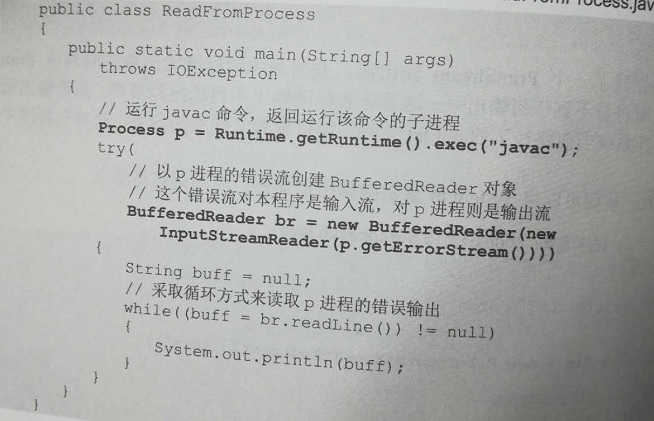 public class ReadFromProcess
{
public static void main(String[] args)
throws IOException
{
// 运行 javac 命令，返回运行该命令的子进程
Process p = Runtime.getRuntime().exec("javac");
try(
// 以 p 进程的错误流创建 BufferedReader 对象
// 这个错误流对本程序是输入流，对 p 进程则是输出流
BufferedReader br = new BufferedReader(new
InputStreamReader(p.getErrorStream())))
{
String buff = null;
// 采取循环方式来读取 p 进程的错误输出
while((buff = br.readLine()) != null)
{
System.out.println(buff);
}
}
}
}